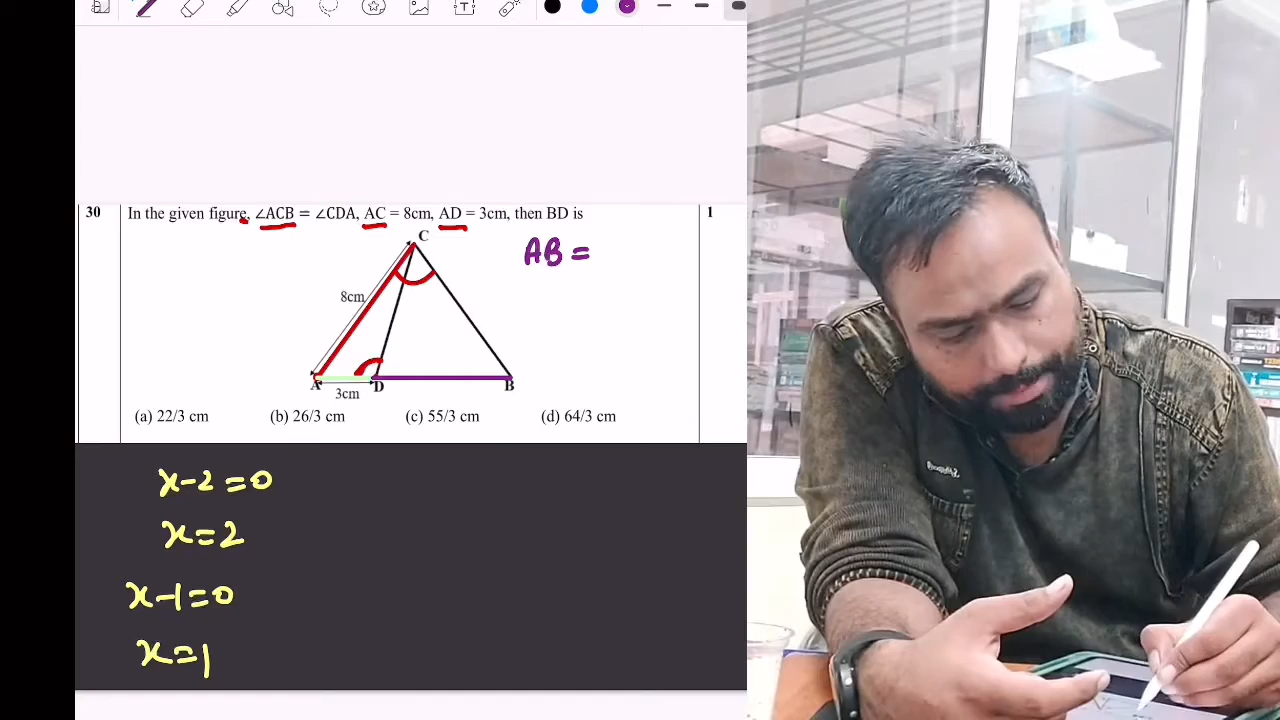 30 In the given figure, ∠ACB = ∠CDA, AC = 8cm, AD = 3cm, then BD is 1
C
AB =
8cm
A D B
3cm
(a) 22/3 cm (b) 26/3 cm (c) 55/3 cm (d) 64/3 cm
x-2=0
x=2
x-1=0
x=1